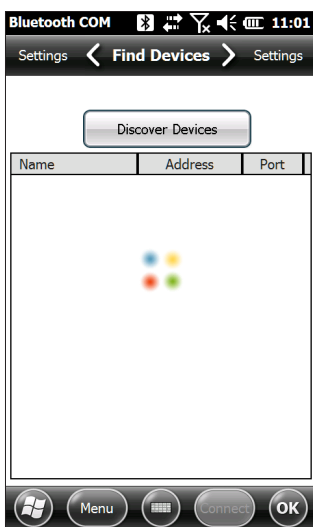 Bluetooth COM 11:01
Settings Find Devices Settings
Discover Devices
Name Address Port
Menu Connect OK